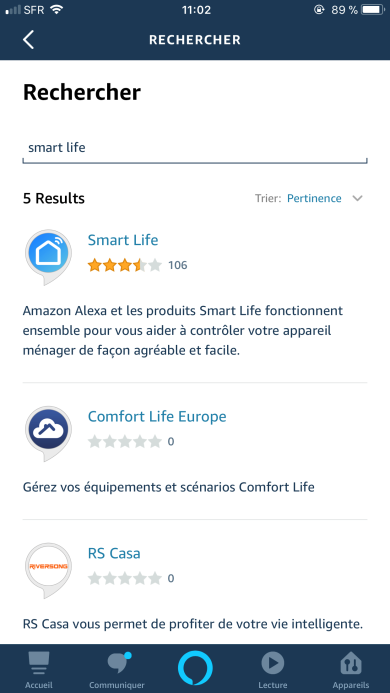 SFR 11:02 89 %
RECHERCHER
Rechercher
smart life
5 Results Trier: Pertinence
Smart Life
106
Amazon Alexa et les produits Smart Life fonctionnent
ensemble pour vous aider à contrôler votre appareil
ménager de façon agréable et facile.
Comfort Life Europe
0
Gérez vos équipements et scénarios Comfort Life
RIVERSONG
RS Casa
0
RS Casa vous permet de profiter de votre vie intelligente.
Accueil Communiquer Lecture Appareils